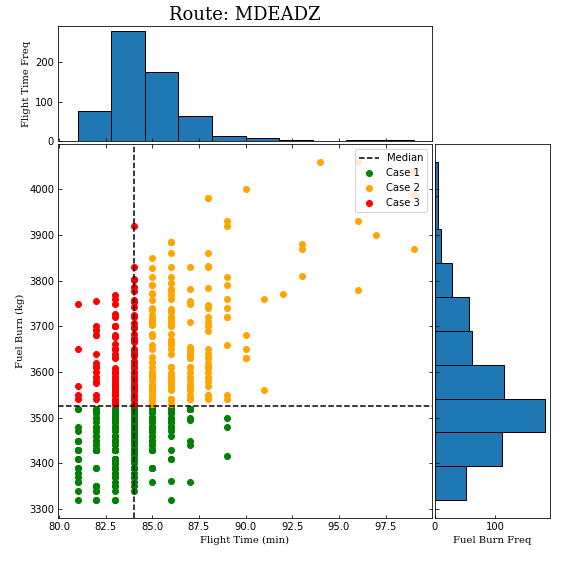 Route: MDEADZ
Flight Time Freq
200
100
0
Median
Case 1
Case 2
Case 3
Fuel Burn (kg)
4000
3900
3800
3700
3600
3500
3400
3300
80.0 82.5 85.0 87.5 90.0 92.5 95.0 97.5
Flight Time (min)
0 100
Fuel Burn Freq